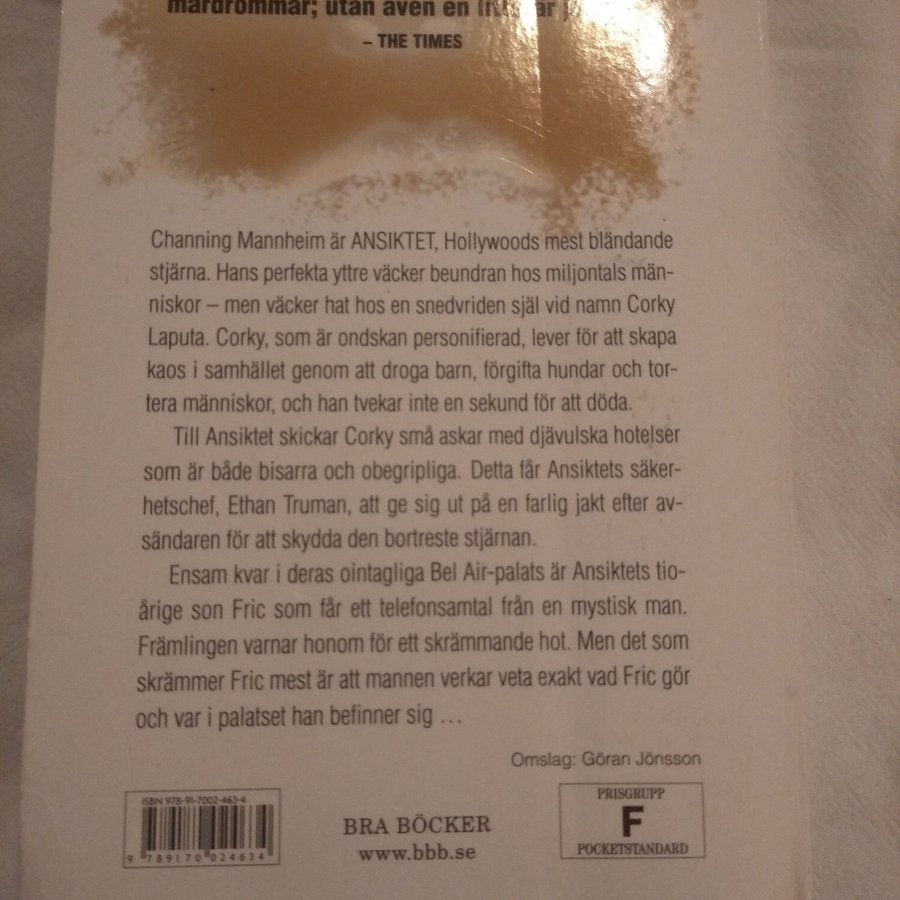 mardrömmar; utan även en
– THE TIMES
Channing Mannheim är ANSIKTET, Hollywoods mest bländande
stjärna. Hans perfekta yttre väcker beundran hos miljontals män-
niskor – men väcker hat hos en snedvriden själ vid namn Corky
Laputa. Corky, som är ondskan personifierad, lever för att skapa
kaos i samhället genom att droga barn, förgifta hundar och tor-
tera människor, och han tvekar inte en sekund för att döda.
Till Ansiktet skickar Corky små askar med djävulska hotelser
som är både bisarra och obegripliga. Detta får Ansiktets säker-
hetschef, Ethan Truman, att ge sig ut på en farlig jakt efter av-
sändaren för att skydda den bortreste stjärnan.
Ensam kvar i deras ointagliga Bel Air-palats är Ansiktets tio-
årige son Fric som får ett telefonsamtal från en mystisk man.
Främlingen varnar honom för ett skrämmande hot. Men det som
skrämmer Fric mest är att mannen verkar veta exakt vad Fric gör
och var i palatset han befinner sig …
Omslag: Göran Jönsson
ISBN 978-91-7002-463-4
9 789170 024634
BRA BÖCKER
www.bbb.se
PRISGRUPP
F
POCKETSTANDARD